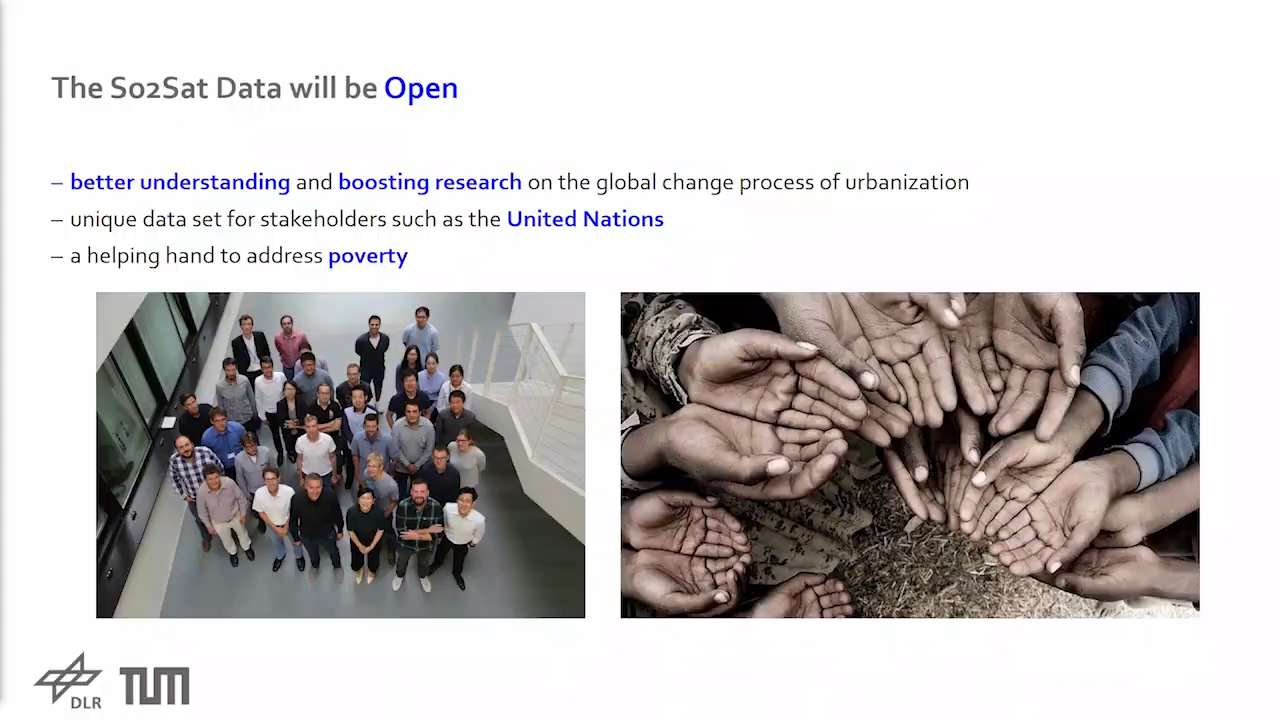 The So2Sat Data will be Open
– better understanding and boosting research on the global change process of urbanization
– unique data set for stakeholders such as the United Nations
– a helping hand to address poverty
DLR
TUM